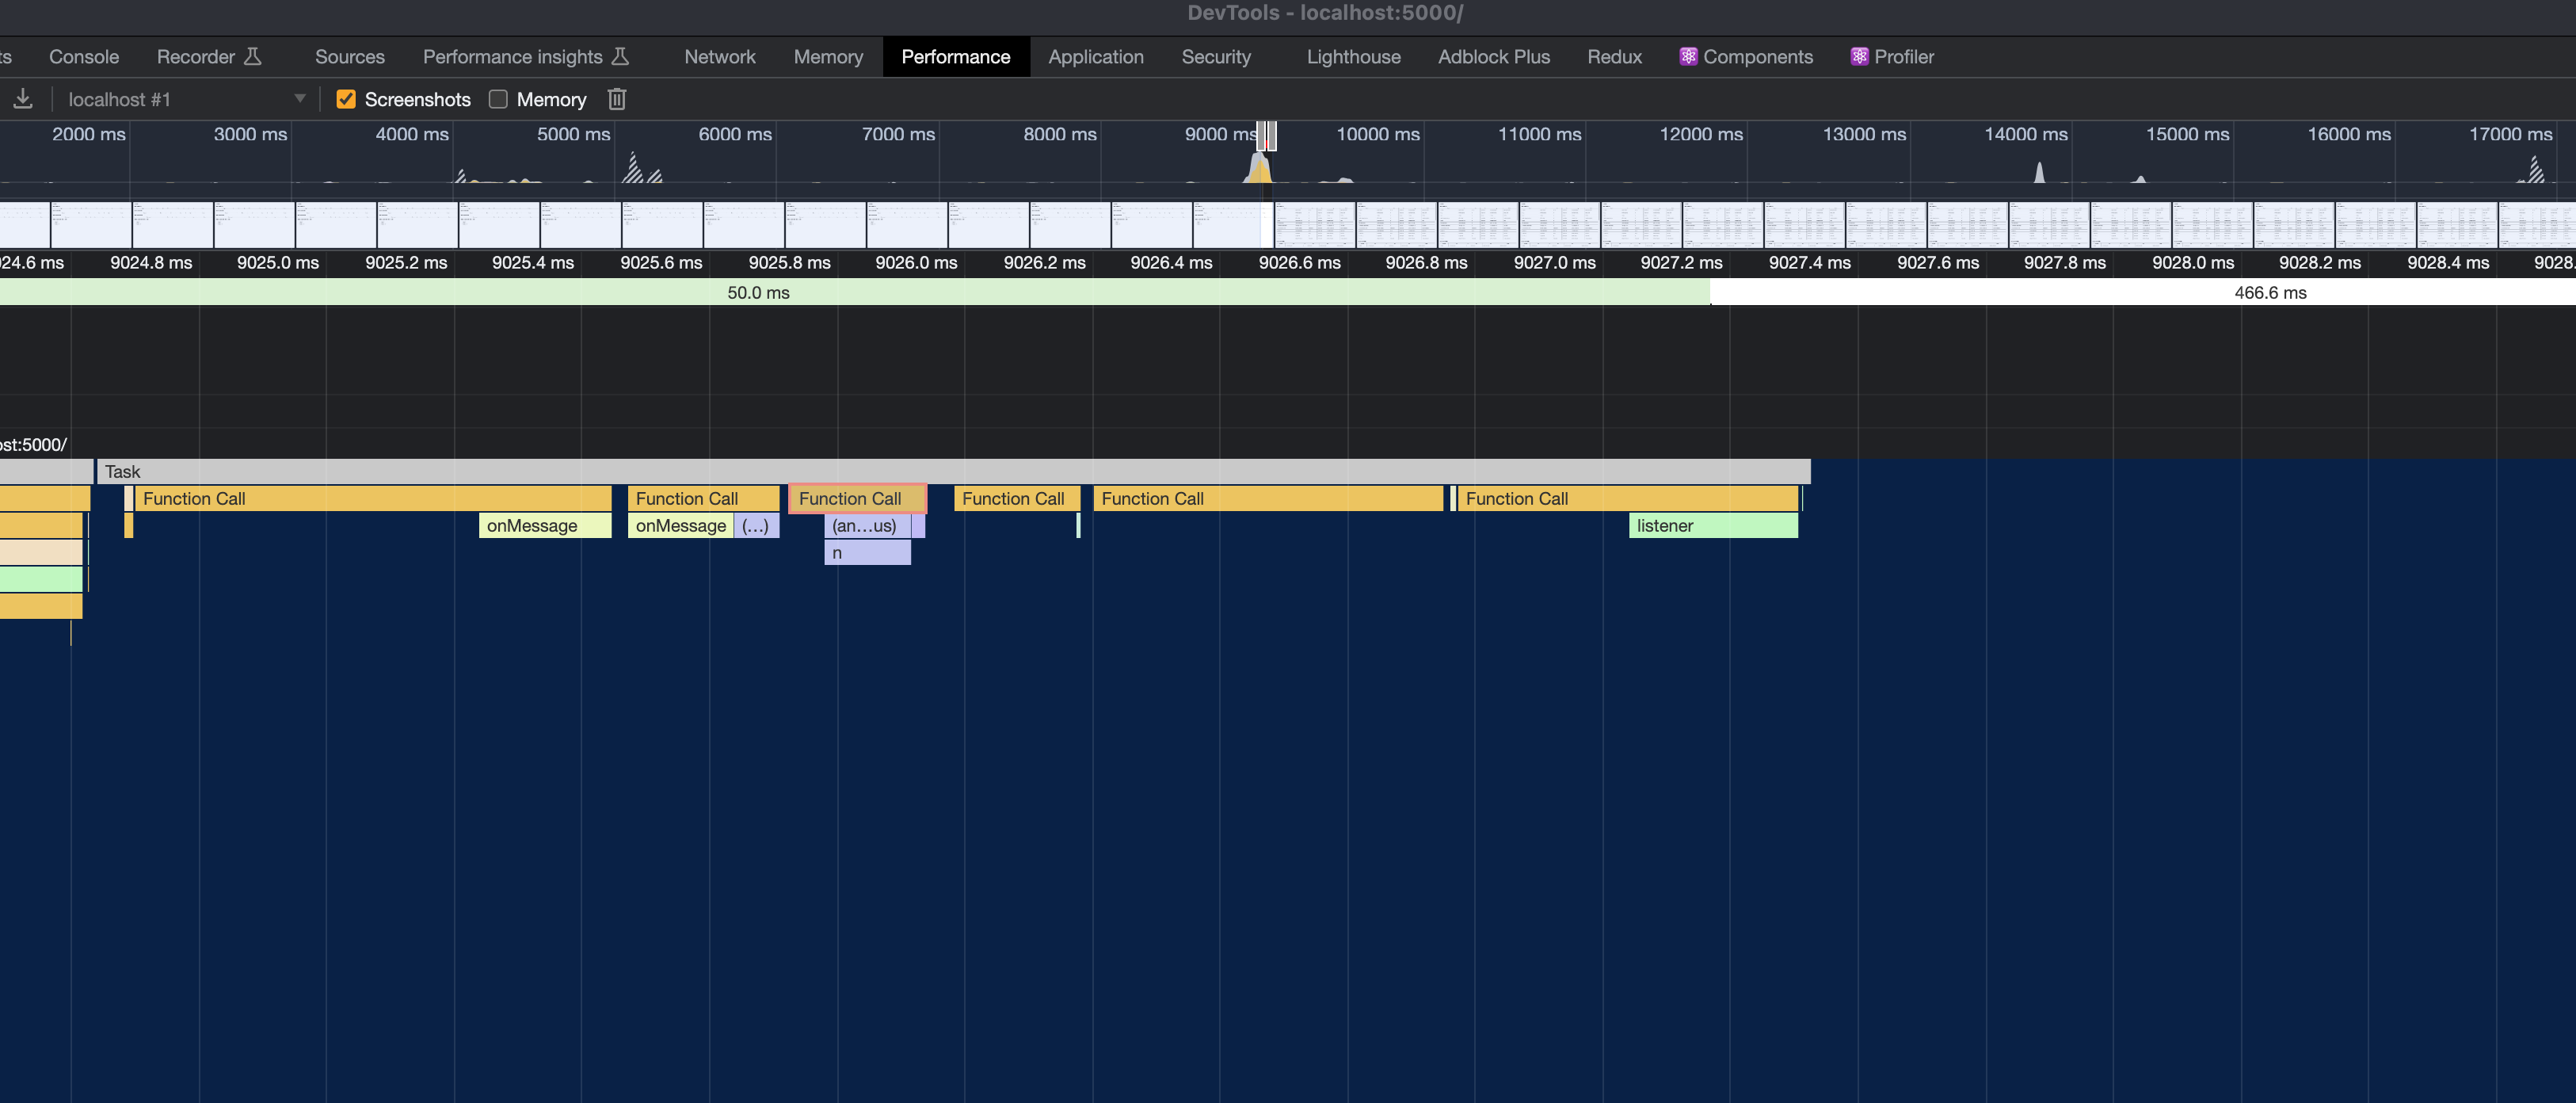 DevTools - localhost:5000/
ts Console Recorder Sources Performance insights Network Memory Performance Application Security Lighthouse Adblock Plus Redux Components Profiler
localhost #1 Screenshots Memory
2000 ms 3000 ms 4000 ms 5000 ms 6000 ms 7000 ms 8000 ms 9000 ms 10000 ms 11000 ms 12000 ms 13000 ms 14000 ms 15000 ms 16000 ms 17000 ms
24.6 ms 9024.8 ms 9025.0 ms 9025.2 ms 9025.4 ms 9025.6 ms 9025.8 ms 9026.0 ms 9026.2 ms 9026.4 ms 9026.6 ms 9026.8 ms 9027.0 ms 9027.2 ms 9027.4 ms 9027.6 ms 9027.8 ms 9028.0 ms 9028.2 ms 9028.4 ms 9028.
50.0 ms 466.6 ms
ost:5000/
Task
Function Call Function Call Function Call Function Call Function Call Function Call
onMessage onMessage (...) (an...us) listener
n